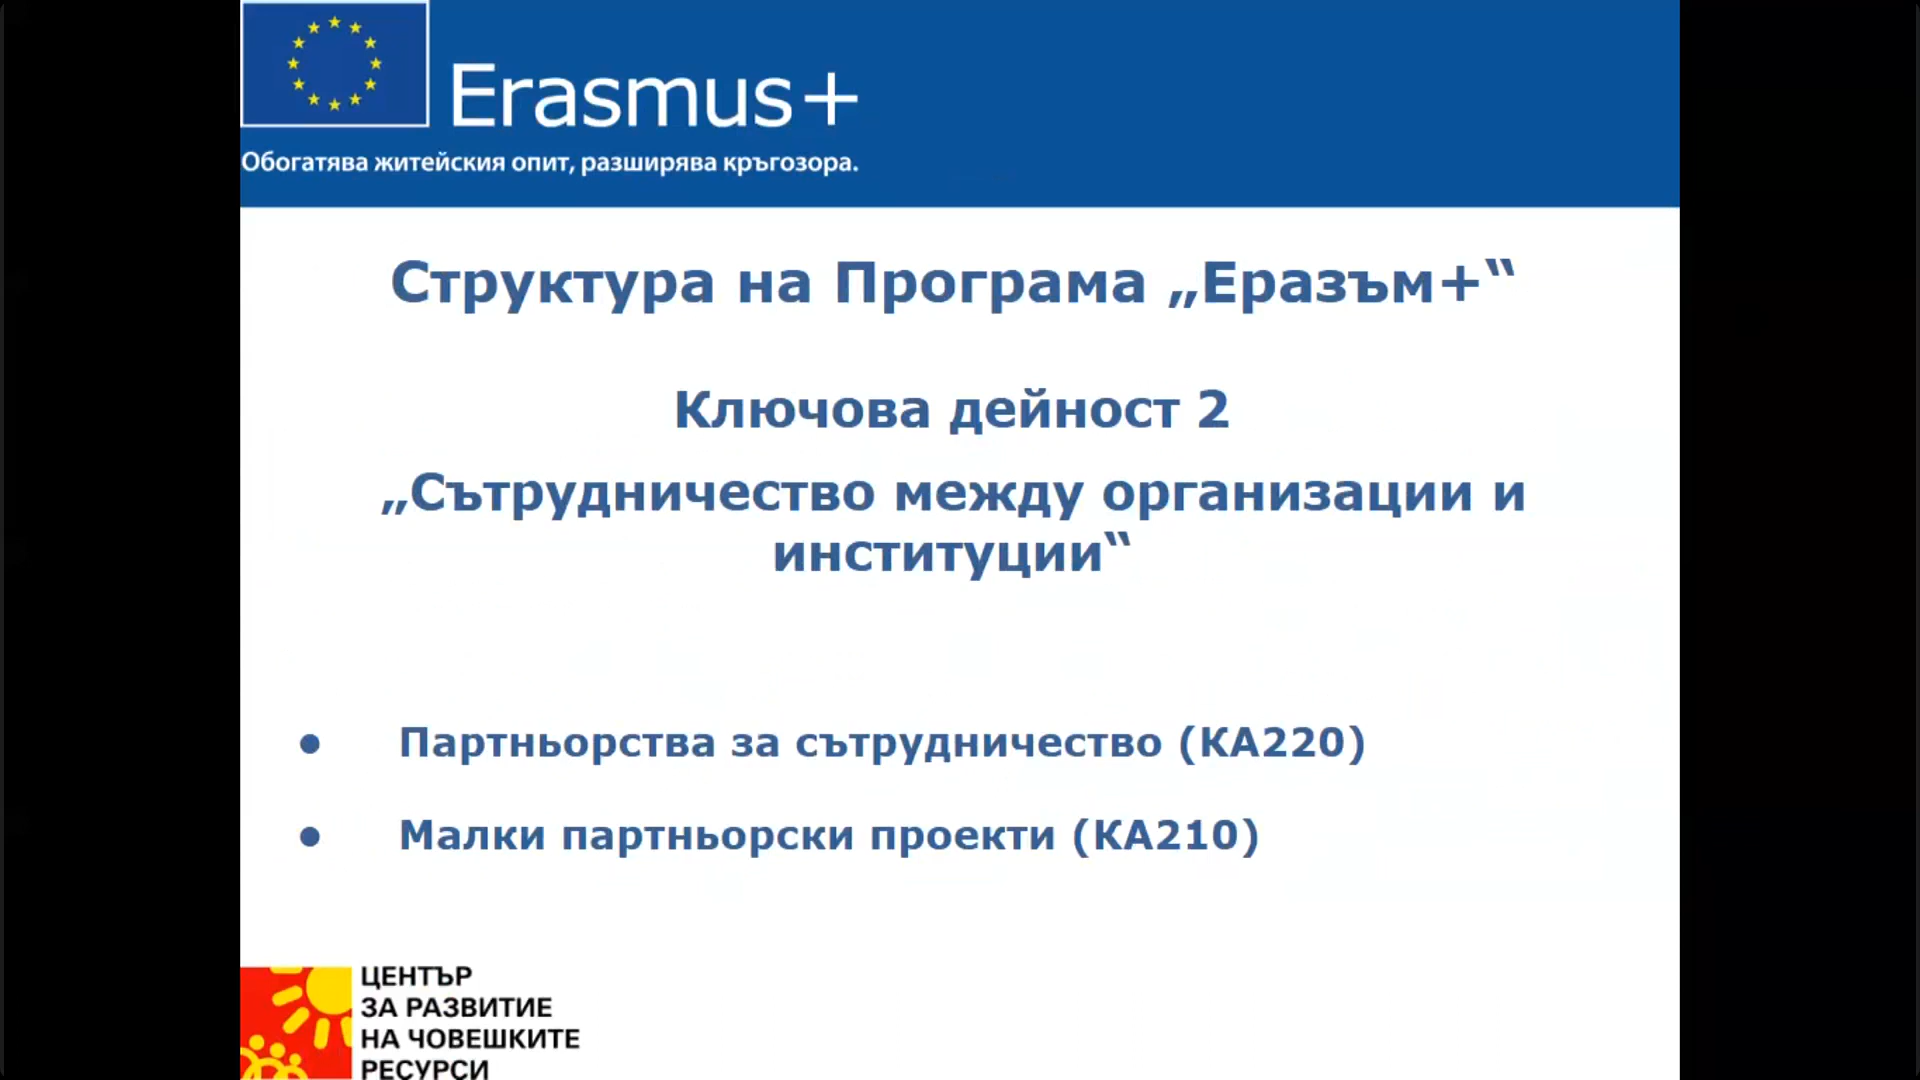 Erasmus+
Обогатява житейския опит, разширява кръгозора.
Структура на Програма „Еразъм+“
Ключова дейност 2
„Сътрудничество между организации и
институции“
● Партньорства за сътрудничество (КА220)
● Малки партньорски проекти (КА210)
ЦЕНТЪР
ЗА РАЗВИТИЕ
НА ЧОВЕШКИТЕ
РЕСУРСИ